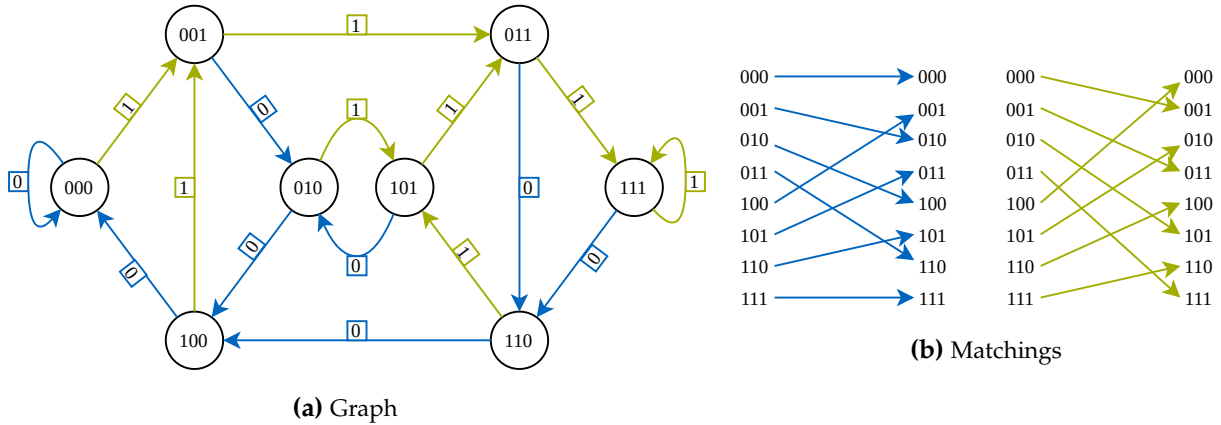 001 1 011
0 1 1 1 1
0 000 1 010 101 0 111 1
0 0 0 1 0
100 0 110
(a) Graph
000 000 000 000
001 001 001 001
010 010 010 010
011 011 011 011
100 100 100 100
101 101 101 101
110 110 110 110
111 111 111 111
(b) Matchings